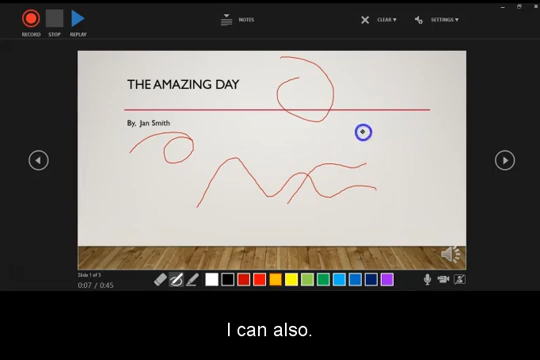 RECORD STOP REPLAY NOTES CLEAR SETTINGS
THE AMAZING DAY
By, Jan Smith
Slide 1 of 5
0:07 / 0:45
I can also.